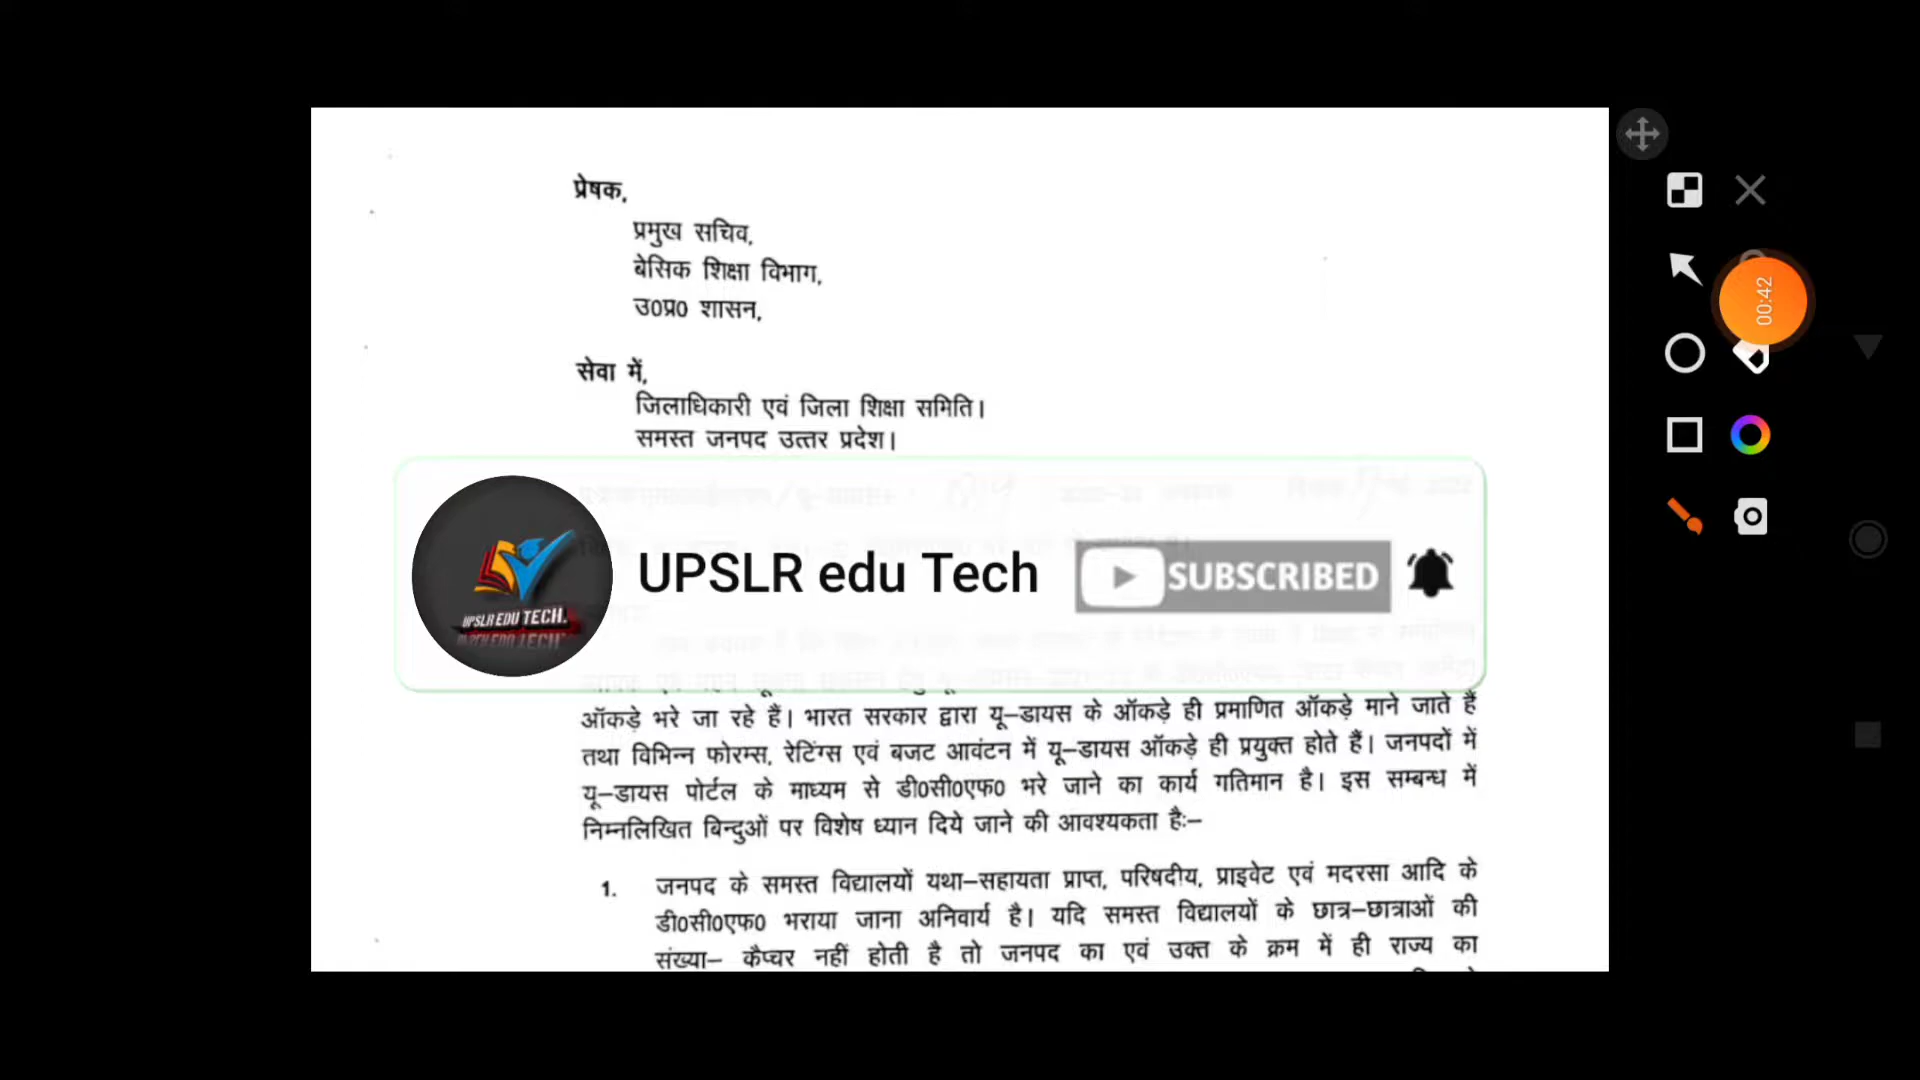 प्रेषक,
प्रमुख सचिव,
बेसिक शिक्षा विभाग,
उ0प्र0 शासन,
सेवा में,
जिलाधिकारी एवं जिला शिक्षा समिति।
समस्त जनपद उत्तर प्रदेश।
UPSLR EDU TECH.
UPSLR edu Tech
SUBSCRIBED
ऑकड़े भरे जा रहे हैं। भारत सरकार द्वारा यू–डायस के ऑकड़े ही प्रमाणित ऑकड़े माने जाते हैं
तथा विभिन्न फोरम्स, रेटिंग्स एवं बजट आवंटन में यू–डायस ऑकड़े ही प्रयुक्त होते हैं। जनपदों में
यू–डायस पोर्टल के माध्यम से डी0सी0एफ0 भरे जाने का कार्य गतिमान है। इस सम्बन्ध में
निम्नलिखित बिन्दुओं पर विशेष ध्यान दिये जाने की आवश्यकता हैः–
1. जनपद के समस्त विद्यालयों यथा–सहायता प्राप्त, परिषदीय, प्राइवेट एवं मदरसा आदि के
डी0सी0एफ0 भराया जाना अनिवार्य है। यदि समस्त विद्यालयों के छात्र–छात्राओं की
संख्या– कैप्चर नहीं होती है तो जनपद का एवं उक्त के क्रम में ही राज्य का
00:42